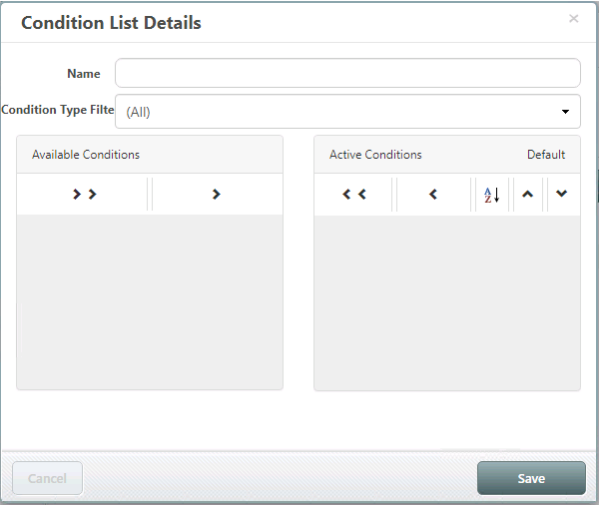 Condition List Details
Name
Condition Type Filte
(All)
Available Conditions
Active Conditions Default
Cancel
Save